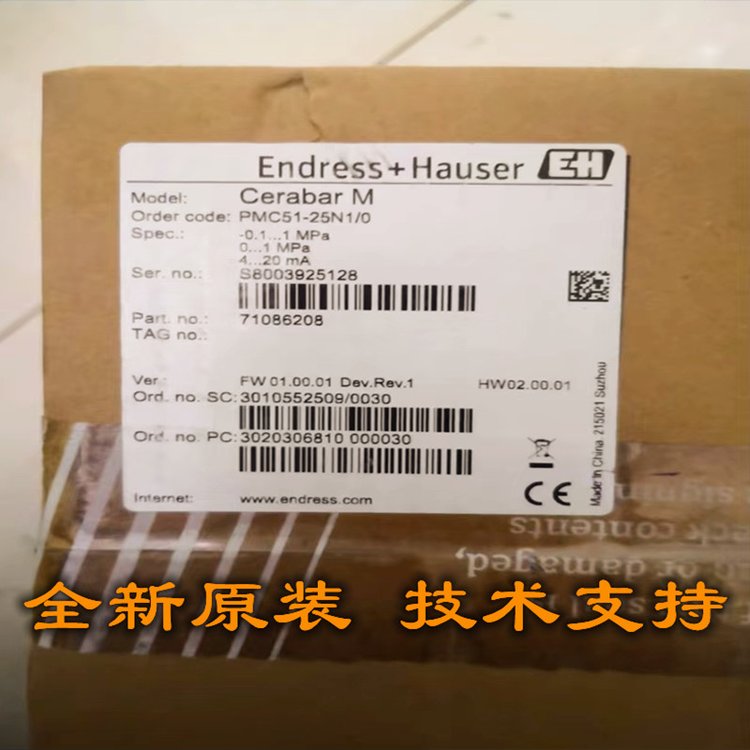 Endress+Hauser EH
Model: Cerabar M
Order code: PMC51-25N1/0
Spec.: -0.1...1 MPa
0...1 MPa
4...20 mA
Ser. no.: S8003925128
Part. no.: 71086208
TAG no.:
Ver.: FW 01.00.01 Dev.Rev.1 HW02.00.01
Ord. no. SC: 3010552509/0030
Ord. no. PC: 3020306810 000030
Internet: www.endress.com
CE
Made in China, 215021 Suzhou
eck contents
or damaged,
全新原装 技术支持